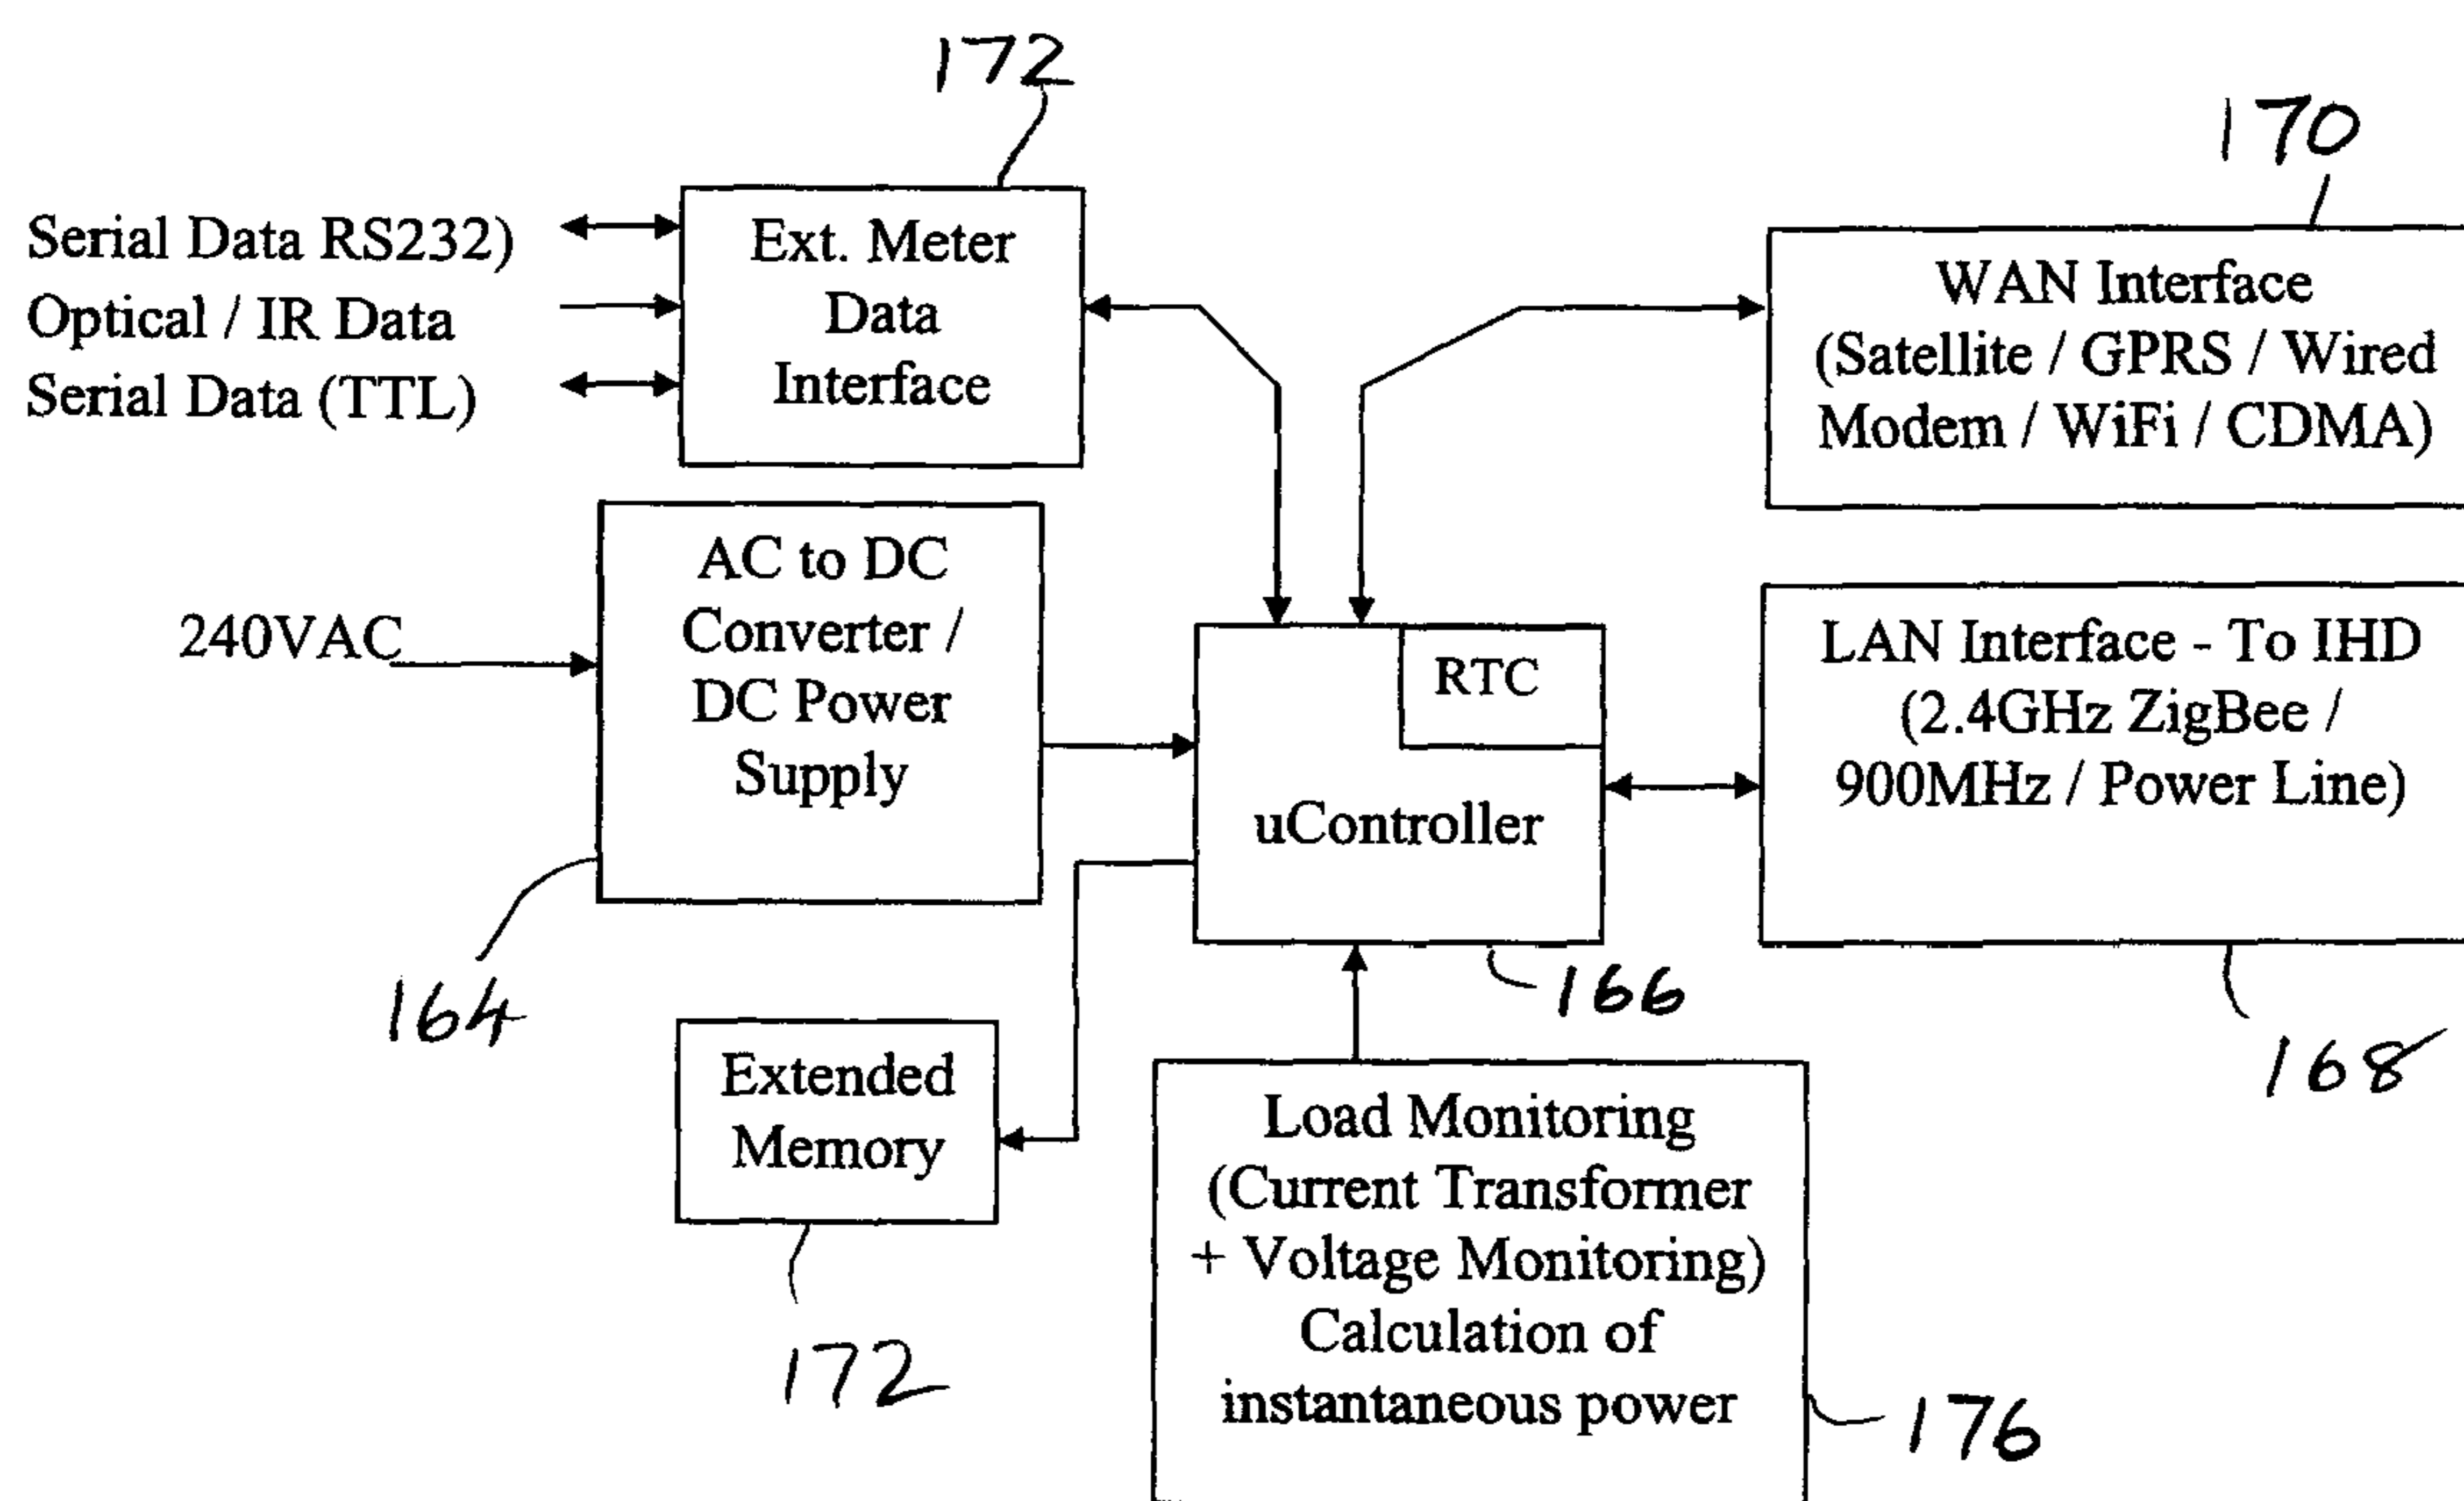 172
170
Serial Data RS232)
Optical / IR Data
Serial Data (TTL)
Ext. Meter
Data
Interface
WAN Interface
(Satellite / GPRS / Wired
Modem / WiFi / CDMA)
240VAC
AC to DC
Converter /
DC Power
Supply
RTC
uController
LAN Interface - To IHD
(2.4GHz ZigBee /
900MHz / Power Line)
164
166
168
Extended
Memory
172
Load Monitoring
(Current Transformer
+ Voltage Monitoring)
Calculation of
instantaneous power
176